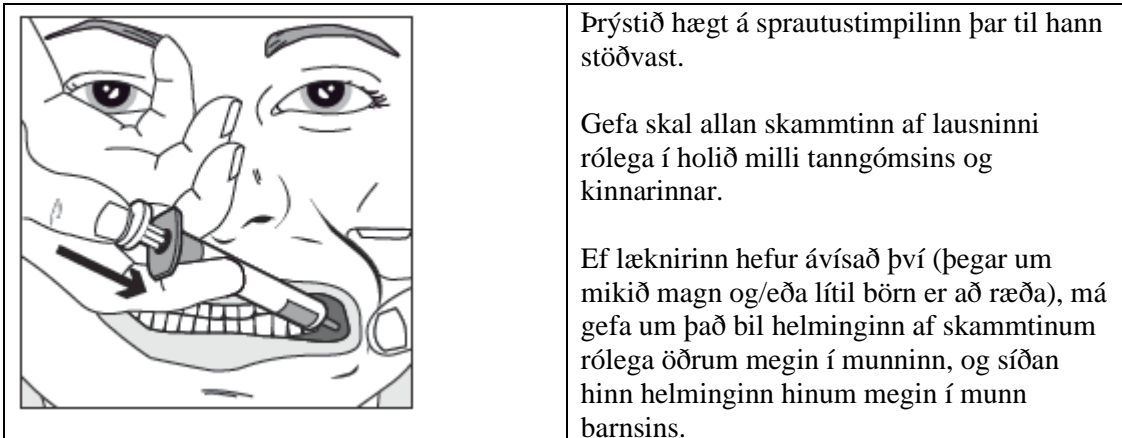 Þrýstið hægt á sprautustimpilinn þar til hann
stöðvast.
Gefa skal allan skammtinn af lausninni
rólega í holið milli tanngómsins og
kinnarinnar.
Ef læknirinn hefur ávísað því (þegar um
mikið magn og/eða lítil börn er að ræða), má
gefa um það bil helminginn af skammtinum
rólega öðrum megin í munninn, og síðan
hinn helminginn hinum megin í munn
barnsins.